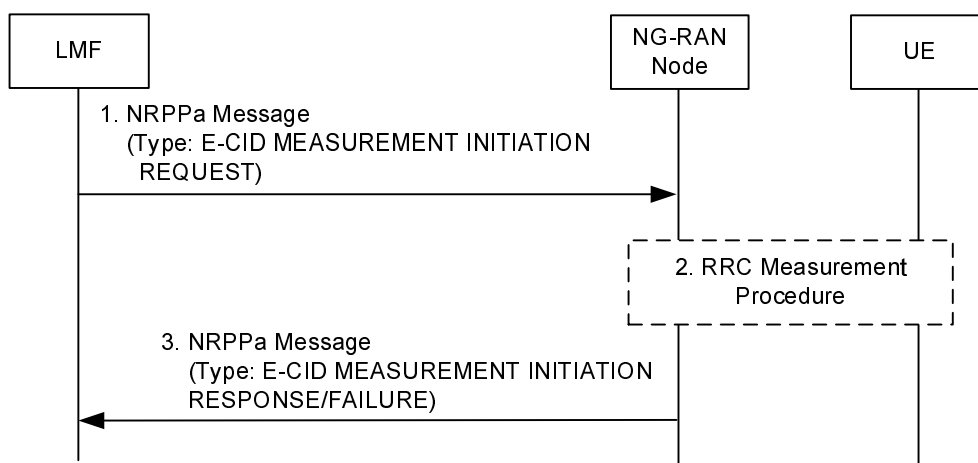 LMF
NG-RAN
Node
UE
1. NRPPa Message
(Type: E-CID MEASUREMENT INITIATION
REQUEST)
2. RRC Measurement
Procedure
3. NRPPa Message
(Type: E-CID MEASUREMENT INITIATION
RESPONSE/FAILURE)